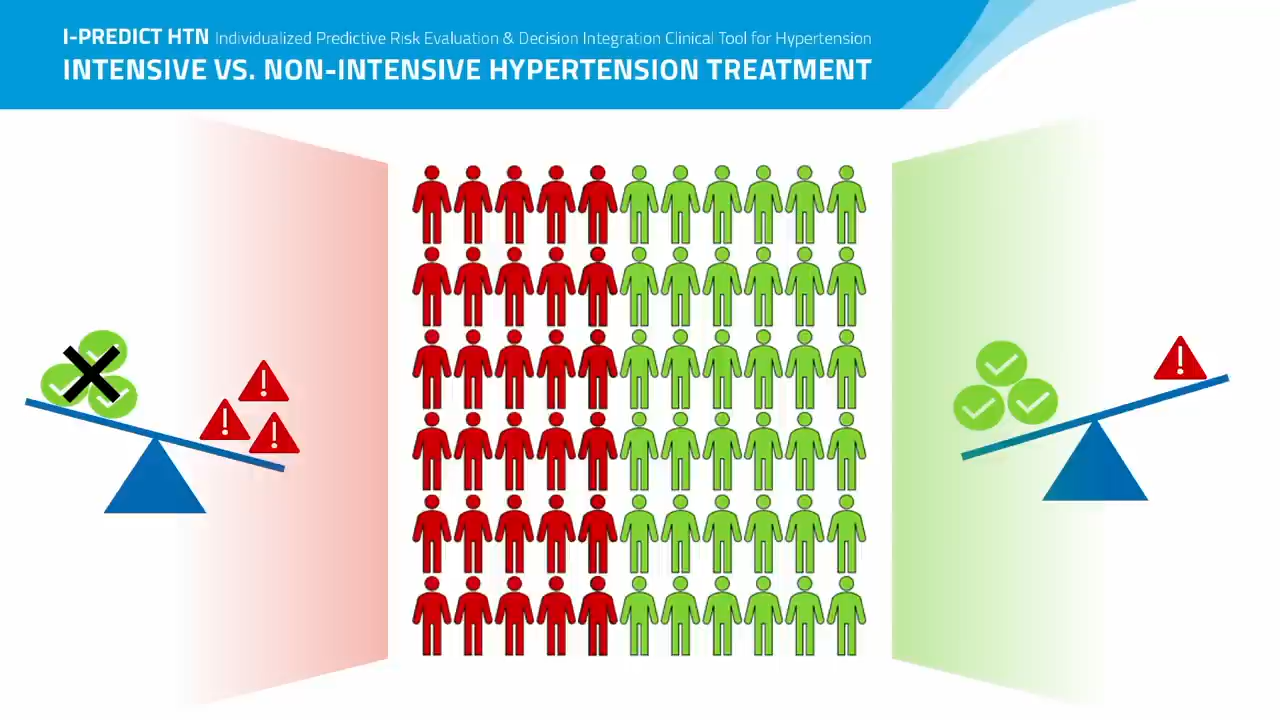 I-PREDICT HTN Individualized Predictive Risk Evaluation & Decision Integration Clinical Tool for Hypertension
INTENSIVE VS. NON-INTENSIVE HYPERTENSION TREATMENT